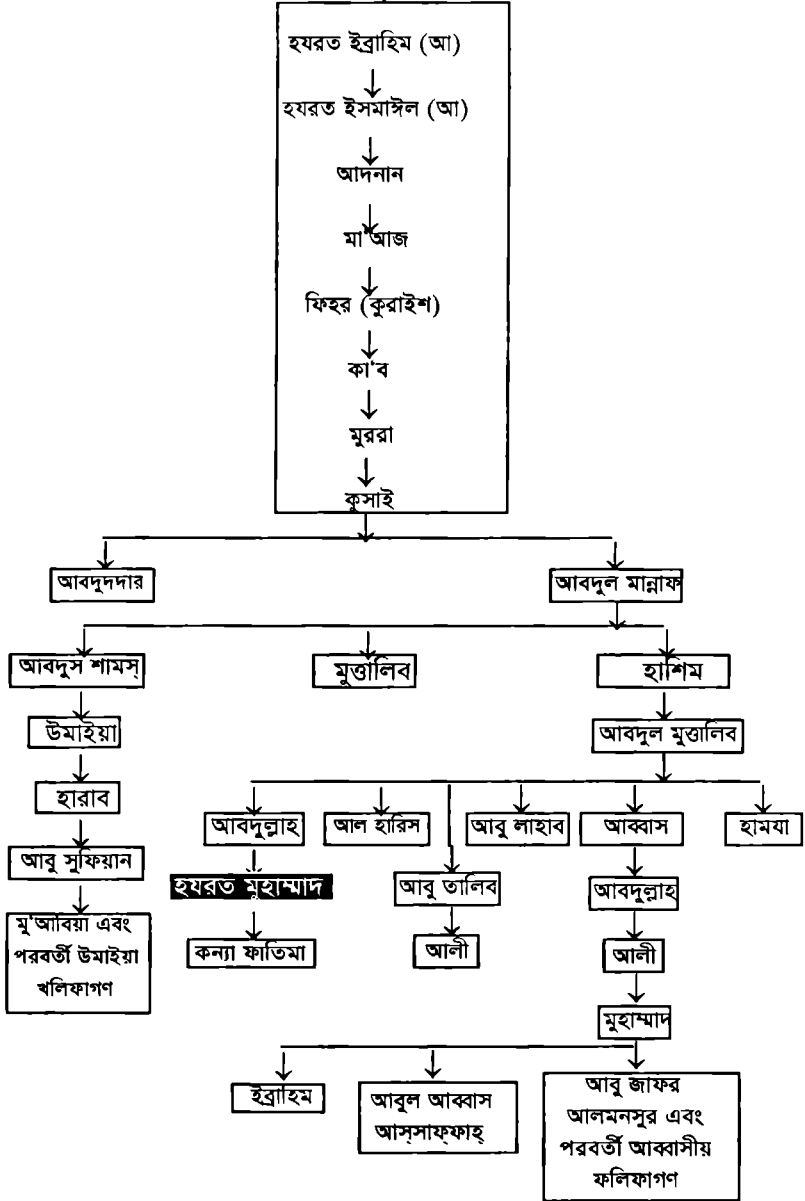 হযরত ইব্রাহিম (আ)
হযরত ইসমাঈল (আ)
আদনান
মা'আজ
ফিহর (কুরাইশ)
কা'ব
মুররা
কুসাই
আবদুদদার
আবদুল মান্নাফ
আবদুস শামস্
মুত্তালিব
হাশিম
উমাইয়া
আবদুল মুত্তালিব
হারাব
আবদুল্লাহ
আল হারিস
আবু লাহাব
আব্বাস
হামযা
আবু সুফিয়ান
হযরত মুহাম্মাদ
আবু তালিব
আবদুল্লাহ
মু'আবিয়া এবং
পরবর্তী উমাইয়া
খলিফাগণ
কন্যা ফাতিমা
আলী
আলী
মুহাম্মাদ
ইব্রাহিম
আবুল আব্বাস
আস্সাফ্ফাহ্
আবু জাফর
আলমনসুর এবং
পরবর্তী আব্বাসীয়
ফলিফাগণ